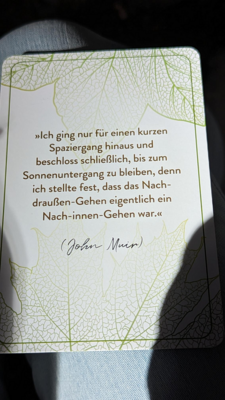 »Ich ging nur für einen kurzen
Spaziergang hinaus und
beschloss schließlich, bis zum
Sonnenuntergang zu bleiben, denn
ich stellte fest, dass das Nach-
draußen-Gehen eigentlich ein
Nach-innen-Gehen war.«
(John Muir)